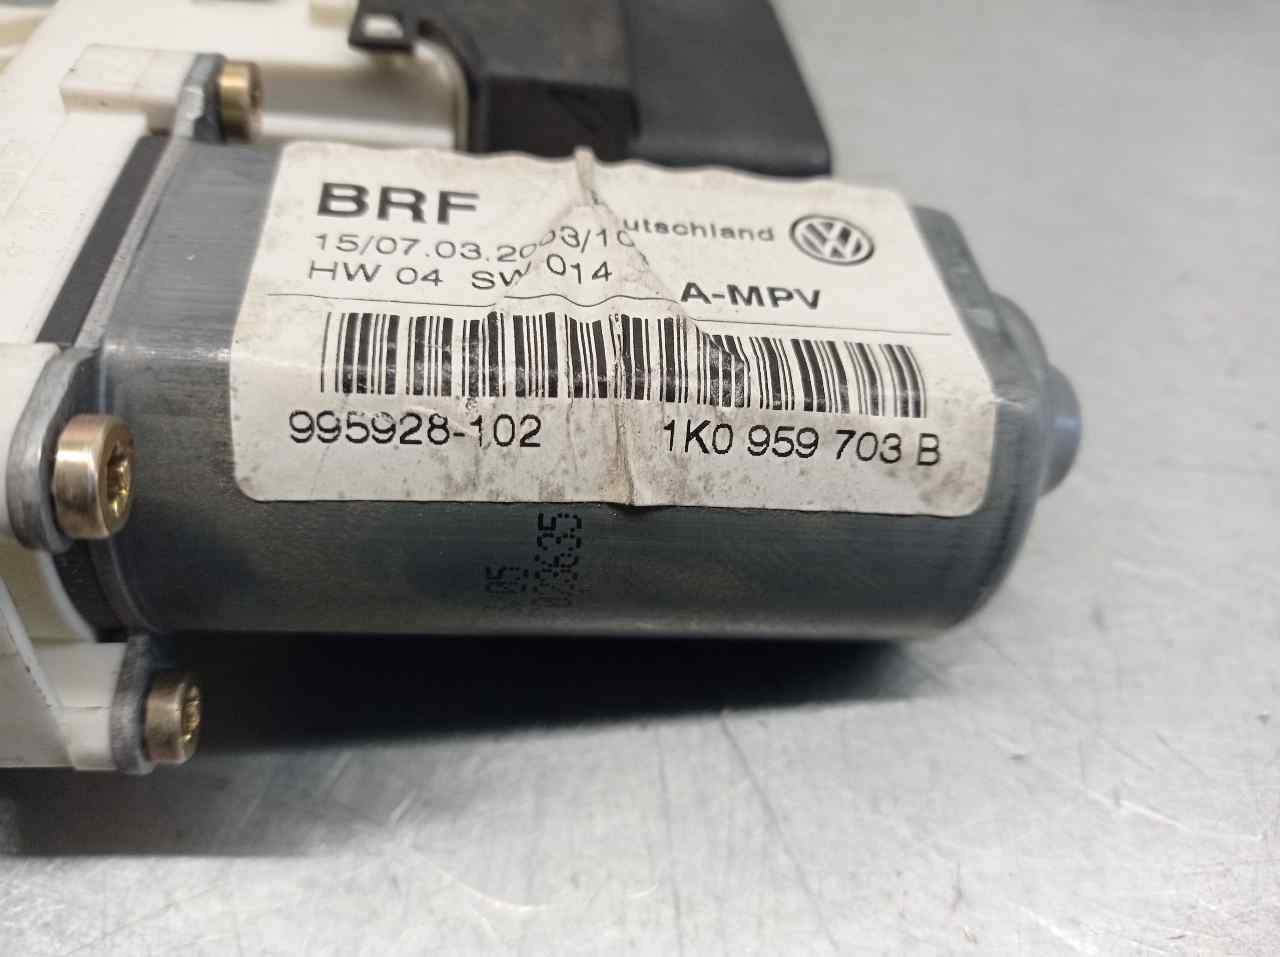 BRF
utschland
15/07.03.2003/10
HW 04 SW 014
A-MPV
995928-102
1K0 959 703 B